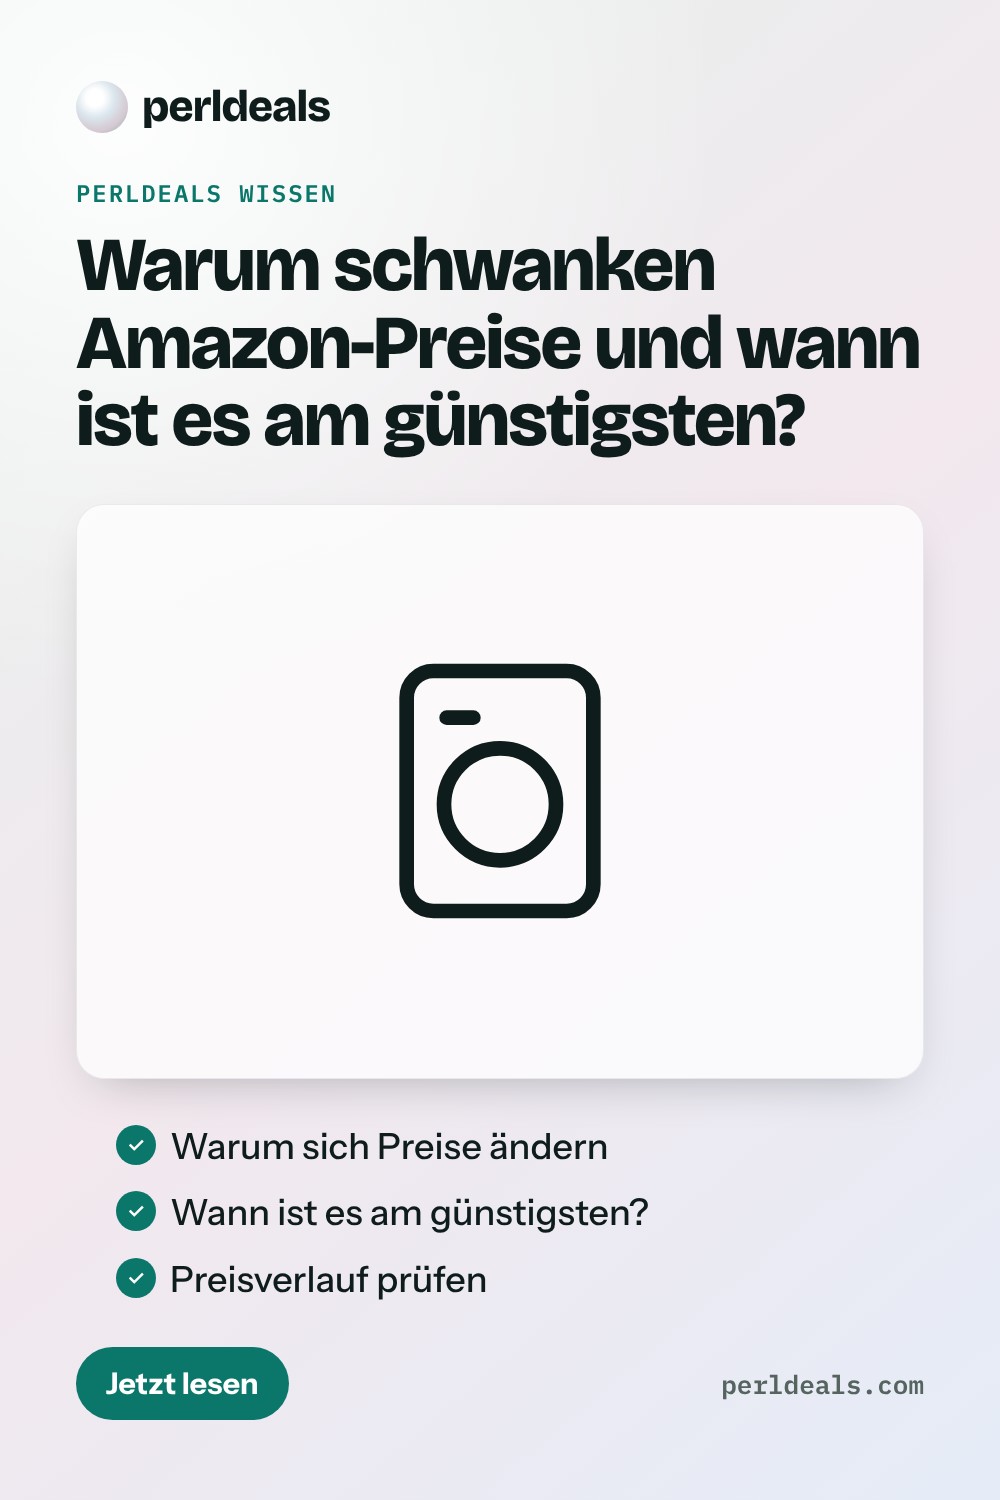 perldeals
PERLDEALS WISSEN
Warum schwanken
Amazon-Preise und wann
ist es am günstigsten?
Warum sich Preise ändern
Wann ist es am günstigsten?
Preisverlauf prüfen
Jetzt lesen
perldeals.com